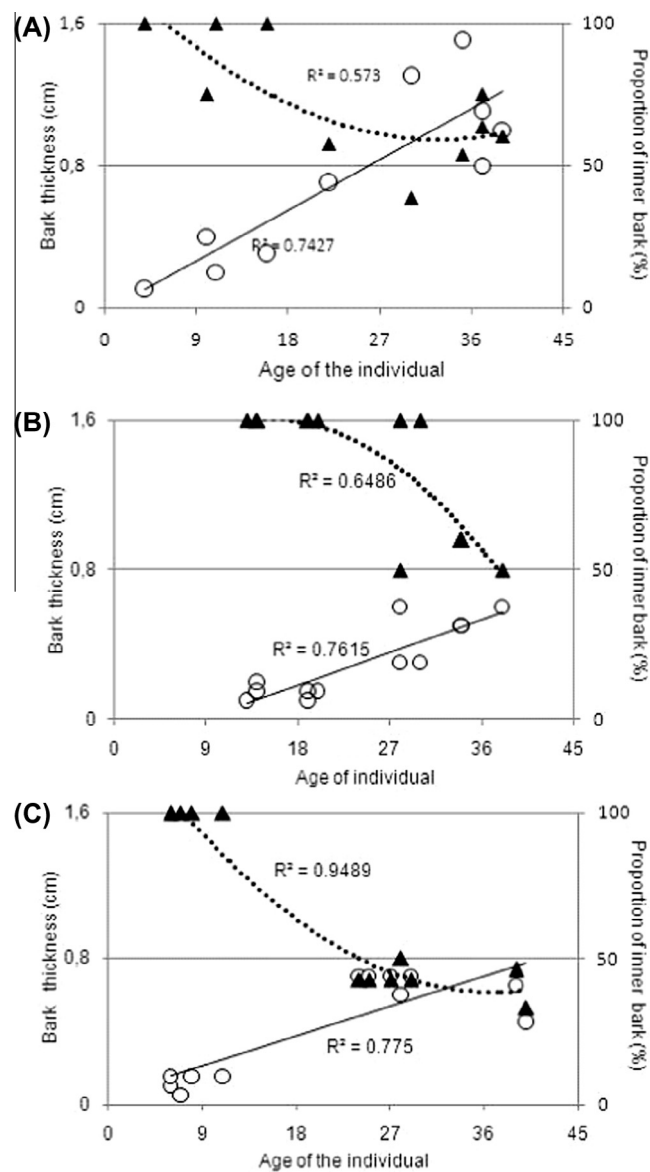 (A)
1,6
100
R² = 0.573
Bark thickness (cm)
Proportion of inner bark (%)
0,8
50
R² = 0.7427
0
0
0 9 18 27 36 45
Age of the individual
(B)
1,6
100
R² = 0.6486
Bark thickness (cm)
Proportion of inner bark (%)
0,8
50
R² = 0.7615
0
0
0 9 18 27 36 45
Age of individual
(C)
1,6
100
R² = 0.9489
Bark thickness (cm)
Proportion of inner bark (%)
0,8
50
R² = 0.775
0
0
0 9 18 27 36 45
Age of the individual